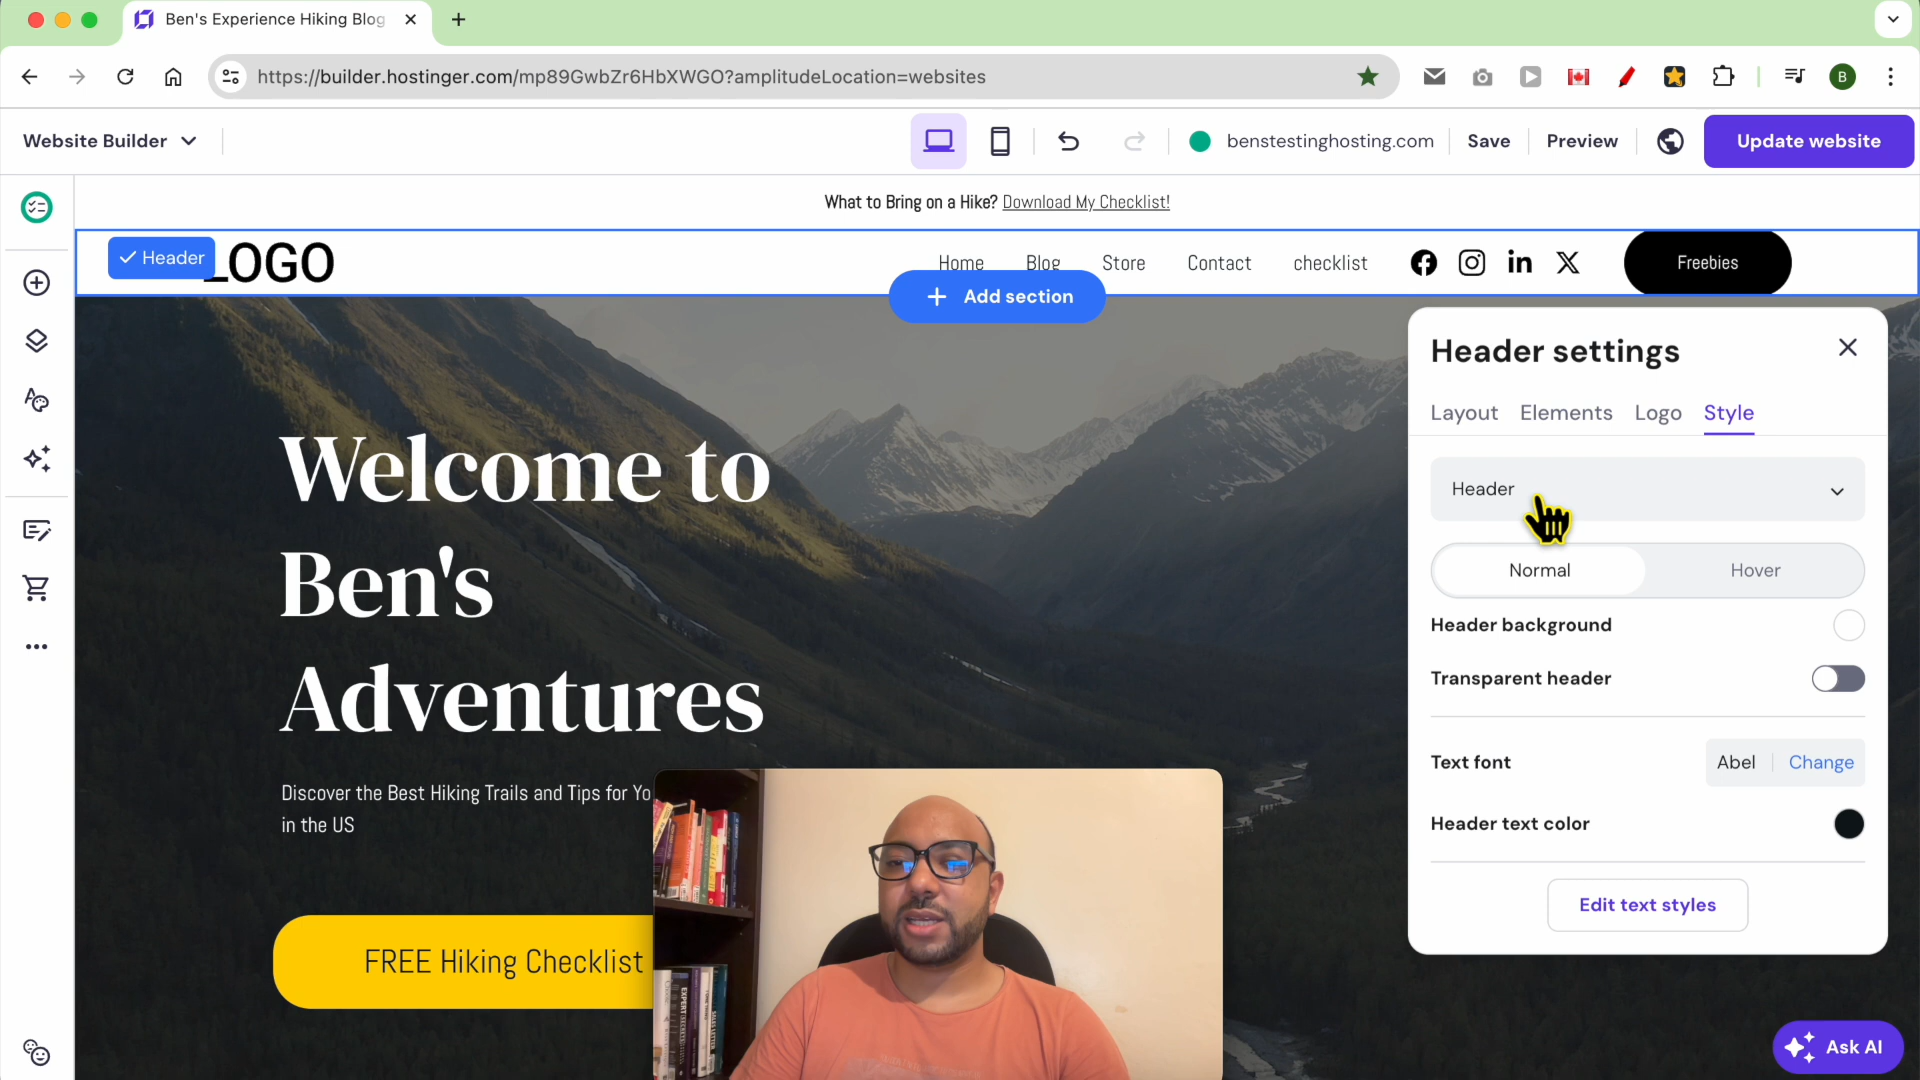 Ben's Experience Hiking Blog
https://builder.hostinger.com/mp89GwbZr6HbXWGO?amplitudeLocation=websites
B
Website Builder
benstestinghosting.com
Save
Preview
Update website
What to Bring on a Hike? Download My Checklist!
Header
LOGO
Home
Blog
Store
Contact
checklist
Freebies
Add section
Header settings
Layout
Elements
Logo
Style
Header
Normal
Hover
Header background
Transparent header
Text font
Abel
Change
Header text color
Edit text styles
Welcome to
Ben's
Adventures
Discover the Best Hiking Trails and Tips for Yo
in the US
FREE Hiking Checklist
EXPERT
Ask AI